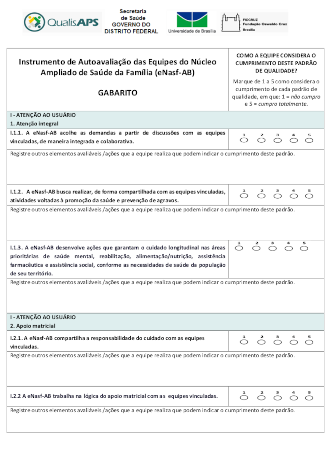 QualisAPS
Secretaria
de Saúde
GOVERNO DO
DISTRITO FEDERAL
Universidade de Brasília
FIOCRUZ
Fundação Oswaldo Cruz
Brasília
Instrumento de Autoavaliação das Equipes do Núcleo
Ampliado de Saúde da Família (eNasf-AB)
GABARITO
COMO A EQUIPE CONSIDERA O
CUMPRIMENTO DESTE PADRÃO
DE QUALIDADE?
Marque de 1 a 5 como considera o
cumprimento de cada padrão de
qualidade, em que: 1 = não cumpro
e 5 = cumpro totalmente.
I - ATENÇÃO AO USUÁRIO
1. Atenção integral
I.1.1. A eNasf-AB acolhe as demandas a partir de discussões com as equipes
vinculadas, de maneira integrada e colaborativa.
1 2 3 4 5
Registre outros elementos avaliáveis /ações que a equipe realiza que podem indicar o cumprimento deste padrão.
I.1.2. A eNasf-AB busca realizar, de forma compartilhada com as equipes vinculadas,
atividades voltadas à promoção da saúde e prevenção de agravos.
1 2 3 4 5
Registre outros elementos avaliáveis /ações que a equipe realiza que podem indicar o cumprimento deste padrão.
I.1.3. A eNasf-AB desenvolve ações que garantam o cuidado longitudinal nas áreas
prioritárias de saúde mental, reabilitação, alimentação/nutrição, assistência
farmacêutica e assistência social, conforme as necessidades de saúde da população
de seu território.
1 2 3 4 5
Registre outros elementos avaliáveis /ações que a equipe realiza que podem indicar o cumprimento deste padrão.
I - ATENÇÃO AO USUÁRIO
2. Apoio matricial
I.2.1. A eNasf-AB compartilha a responsabilidade do cuidado com as equipes
vinculadas.
1 2 3 4 5
Registre outros elementos avaliáveis /ações que a equipe realiza que podem indicar o cumprimento deste padrão.
I.2.2 A eNasf-AB trabalha na lógica do apoio matricial com as equipes vinculadas.
1 2 3 4 5
Registre outros elementos avaliáveis /ações que a equipe realiza que podem indicar o cumprimento deste padrão.